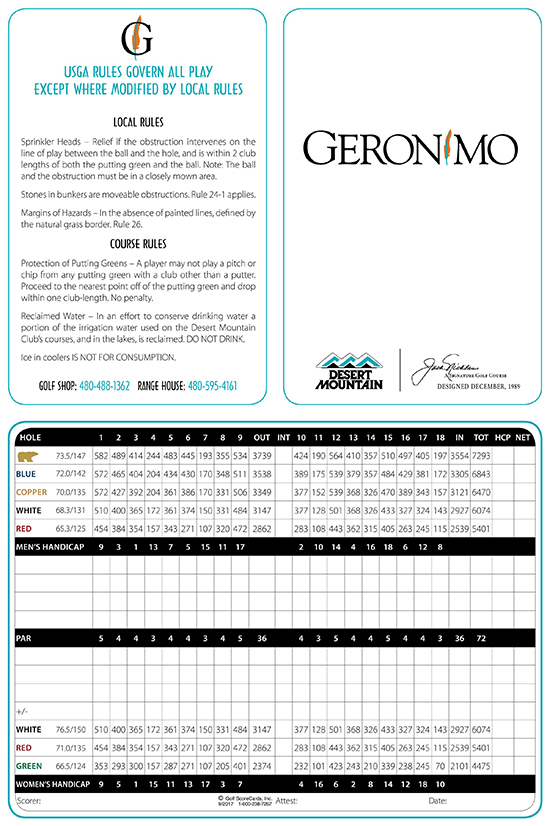 G
USGA RULES GOVERN ALL PLAY
EXCEPT WHERE MODIFIED BY LOCAL RULES
LOCAL RULES
Sprinkler Heads – Relief if the obstruction intervenes on the
line of play between the ball and the hole, and is within 2 club
lengths of both the putting green and the ball. Note: The ball
and the obstruction must be in a closely mown area.
Stones in bunkers are moveable obstructions. Rule 24-1 applies.
Margins of Hazards – In the absence of painted lines, defined by
the natural grass border. Rule 26.
COURSE RULES
Protection of Putting Greens – A player may not play a pitch or
chip from any putting green with a club other than a putter.
Proceed to the nearest point off of the putting green and drop
within one club-length. No penalty.
Reclaimed Water – In an effort to conserve drinking water a
portion of the irrigation water used on the Desert Mountain
Club's courses, and in the lakes, is reclaimed. DO NOT DRINK.
Ice in coolers IS NOT FOR CONSUMPTION.
GOLF SHOP: 480-488-1362 RANGE HOUSE: 480-595-4161
GERONIMO
DESERT
MOUNTAIN
Jack Nicklaus
A SIGNATURE GOLF COURSE
DESIGNED DECEMBER, 1989
HOLE 1 2 3 4 5 6 7 8 9 OUT INT 10 11 12 13 14 15 16 17 18 IN TOT HCP NET
73.5/147 582 489 414 244 483 445 193 355 534 3739 424 190 564 410 357 510 497 405 197 3554 7293
BLUE 72.0/142 572 465 404 204 434 430 170 348 511 3538 389 175 539 379 357 484 429 381 172 3305 6843
COPPER 70.0/135 572 427 392 204 361 386 170 331 506 3349 377 152 539 368 326 470 389 343 157 3121 6470
WHITE 68.3/131 510 400 365 172 361 374 150 331 484 3147 377 128 501 368 326 433 327 324 143 2927 6074
RED 65.3/125 454 384 354 157 343 271 107 320 472 2862 283 108 443 362 315 405 263 245 115 2539 5401
MEN'S HANDICAP 9 3 1 13 7 5 15 11 17 2 10 14 4 16 18 6 12 8
PAR 5 4 4 3 4 4 3 4 5 36 4 3 5 4 4 5 4 4 3 36 72
+/-
WHITE 76.5/150 510 400 365 172 361 374 150 331 484 3147 377 128 501 368 326 433 327 324 143 2927 6074
RED 71.0/135 454 384 354 157 343 271 107 320 472 2862 283 108 443 362 315 405 263 245 115 2539 5401
GREEN 66.5/124 353 293 300 157 287 271 107 205 401 2374 232 101 423 243 210 339 238 245 70 2101 4475
WOMEN'S HANDICAP 9 5 1 15 11 13 17 3 7 4 16 6 2 8 14 12 18 10
Scorer: © Golf ScoreCards, Inc. Attest: Date:
9/2017 1-800-238-7267